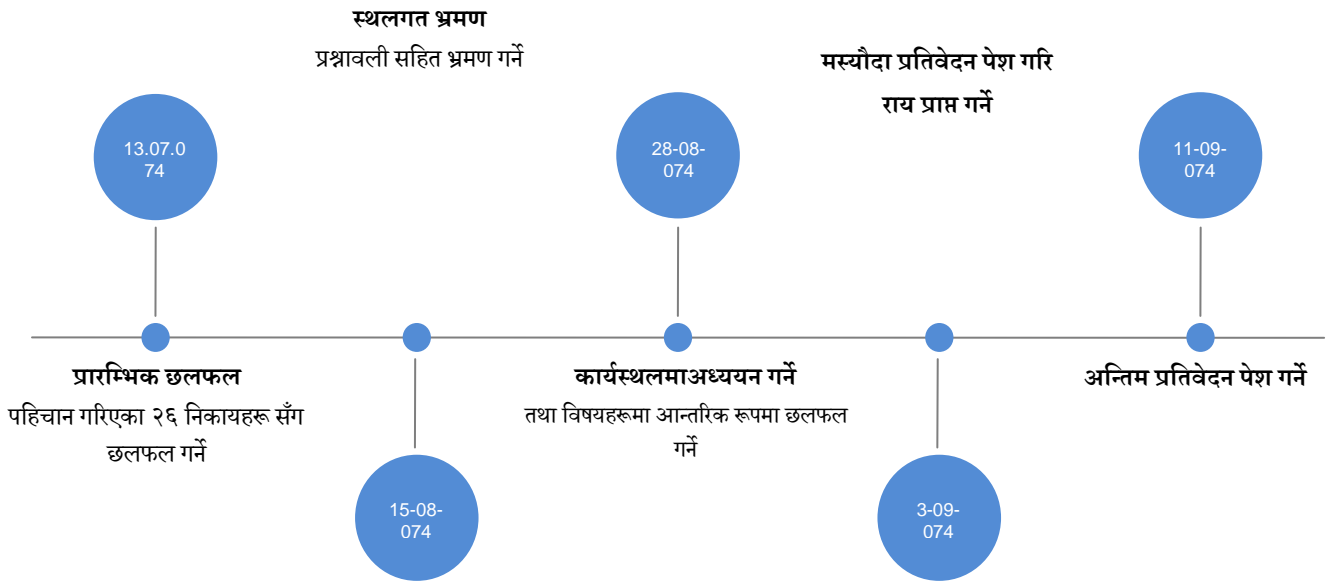 स्थलगत भ्रमण
प्रश्नावली सहित भ्रमण गर्ने
मस्यौदा प्रतिवेदन पेश गरि
राय प्राप्त गर्ने
13.07.0
74
28-08-
074
11-09-
074
प्रारम्भिक छलफल
पहिचान गरिएका २६ निकायहरू सँग
छलफल गर्ने
कार्यस्थलमाअध्ययन गर्ने
तथा विषयहरूमा आन्तरिक रूपमा छलफल
गर्ने
अन्तिम प्रतिवेदन पेश गर्ने
15-08-
074
3-09-
074